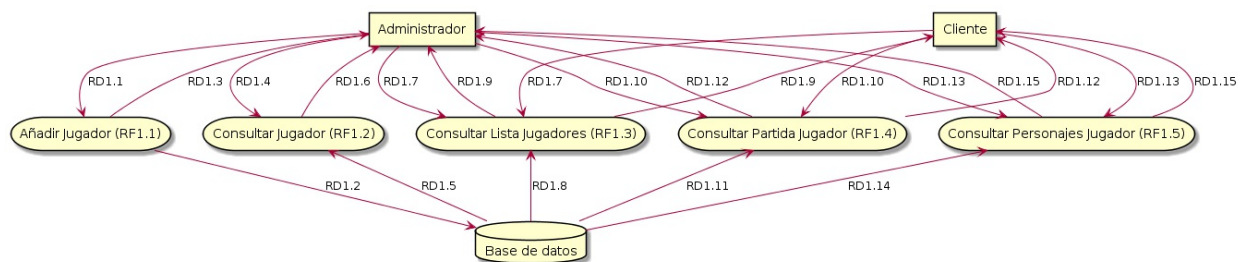 Administrador
Cliente
RD1.1
RD1.3
RD1.4
RD1.6
RD1.7
RD1.9
RD1.10
RD1.12
RD1.7
RD1.13
RD1.15
RD1.9
RD1.10
RD1.12
RD1.13
RD1.15
Añadir Jugador (RF1.1)
Consultar Jugador (RF1.2)
Consultar Lista Jugadores (RF1.3)
Consultar Partida Jugador (RF1.4)
Consultar Personajes Jugador (RF1.5)
RD1.2
RD1.5
RD1.8
RD1.11
RD1.14
Base de datos